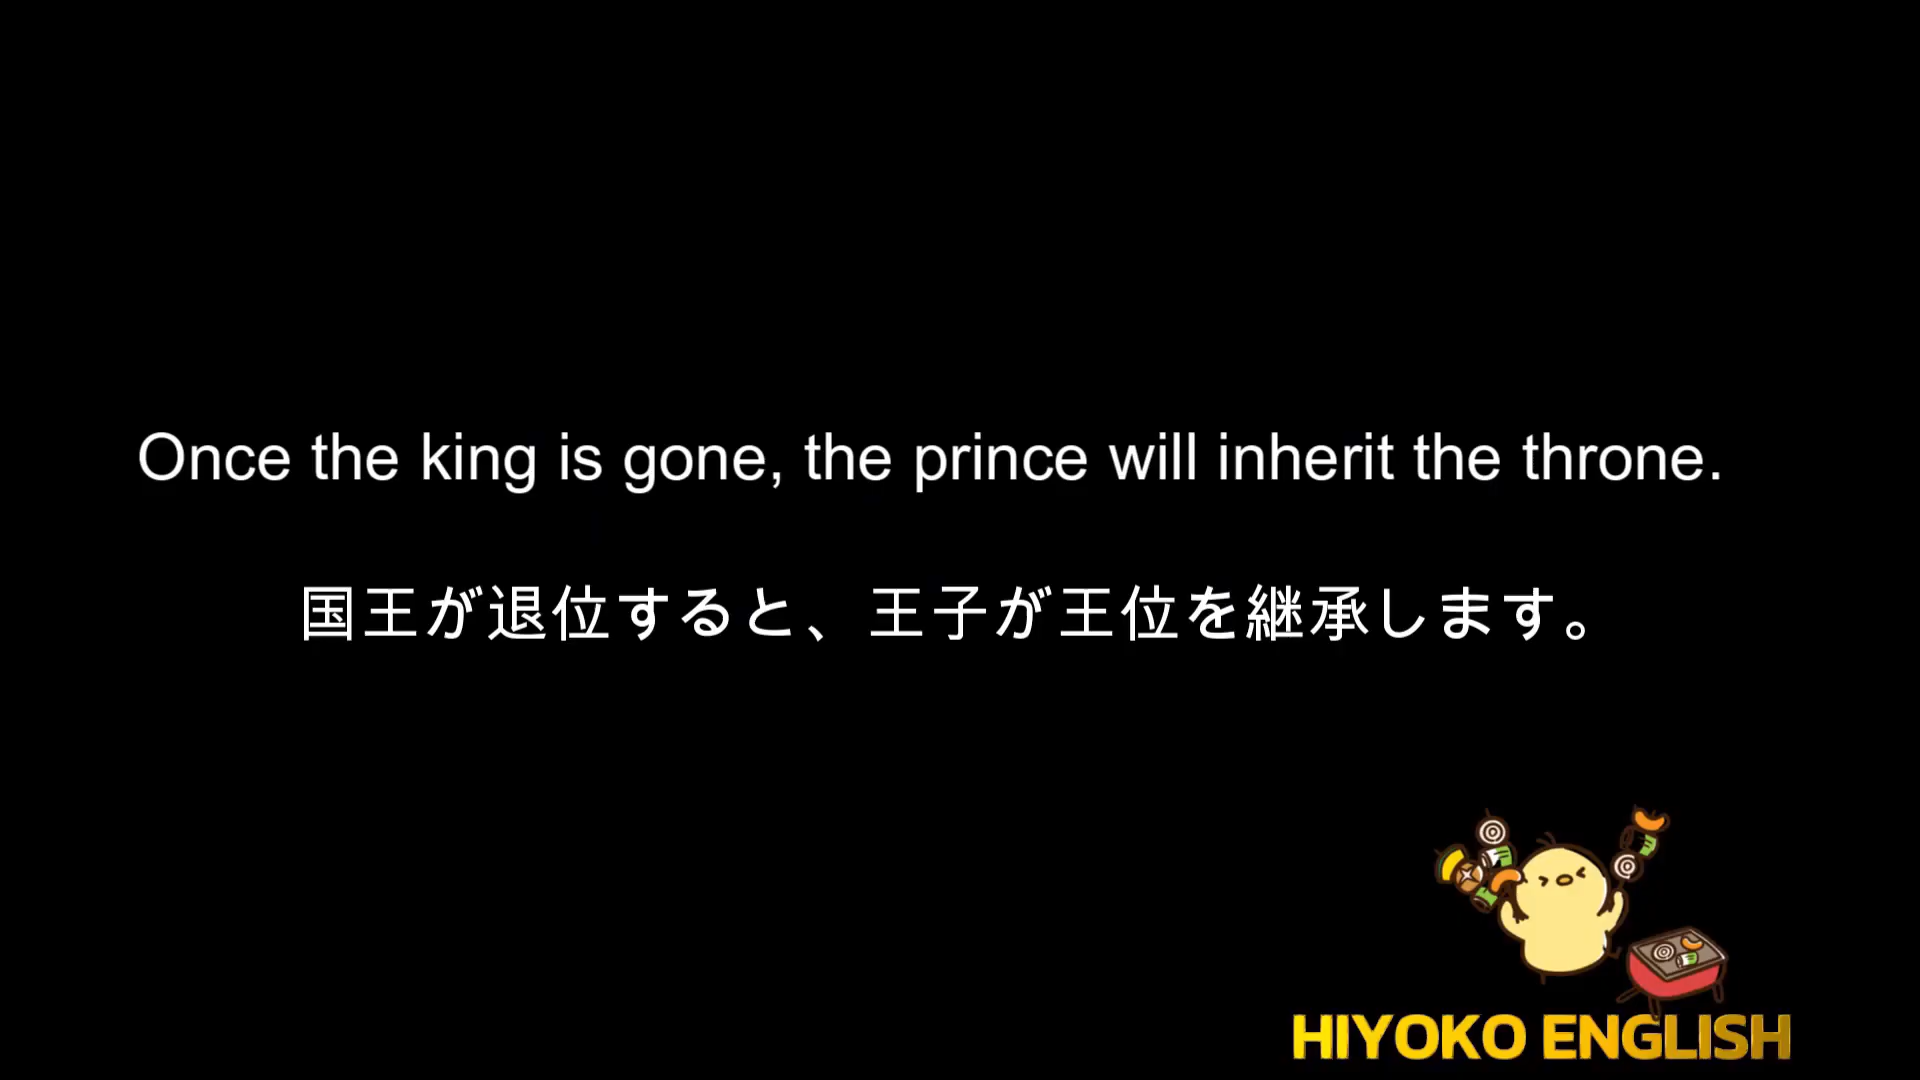 Once the king is gone, the prince will inherit the throne.
国王が退位すると、王子が王位を継承します。
HIYOKO ENGLISH